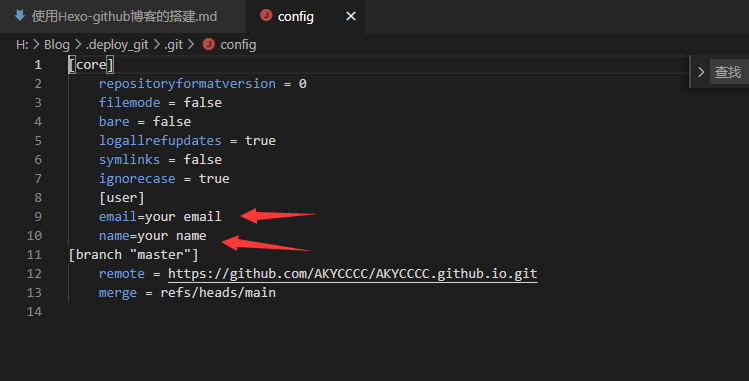 使用Hexo-github博客的搭建.md
config
H: > Blog > .deploy_git > .git > config
查找
1 [core]
2 repositoryformatversion = 0
3 filemode = false
4 bare = false
5 logallrefupdates = true
6 symlinks = false
7 ignorecase = true
8 [user]
9 email=your email
10 name=your name
11 [branch "master"]
12 remote = https://github.com/AKYCCCC/AKYCCCC.github.io.git
13 merge = refs/heads/main
14